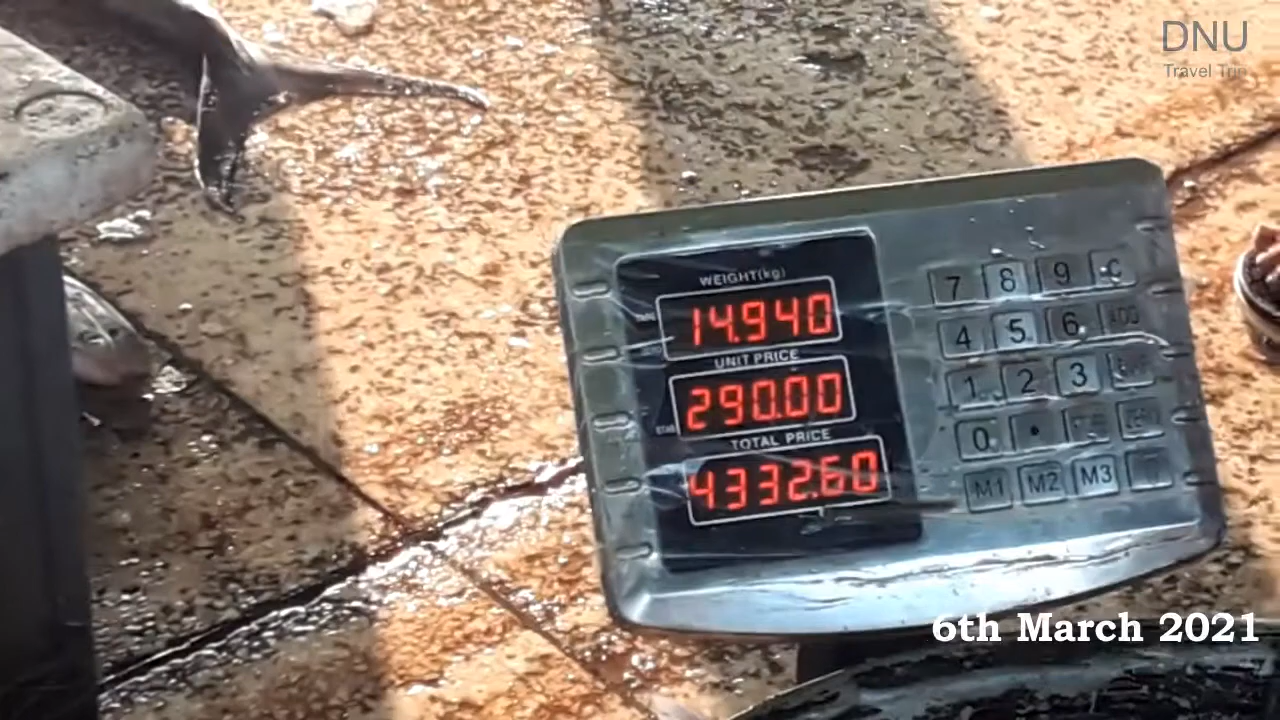 DNU
Travel Trip
WEIGHT(kg)
14.940
UNIT PRICE
290.00
TOTAL PRICE
4332.60
7 8 9 C
4 5 6 ADD
1 2 3
0 .
M1 M2 M3
6th March 2021